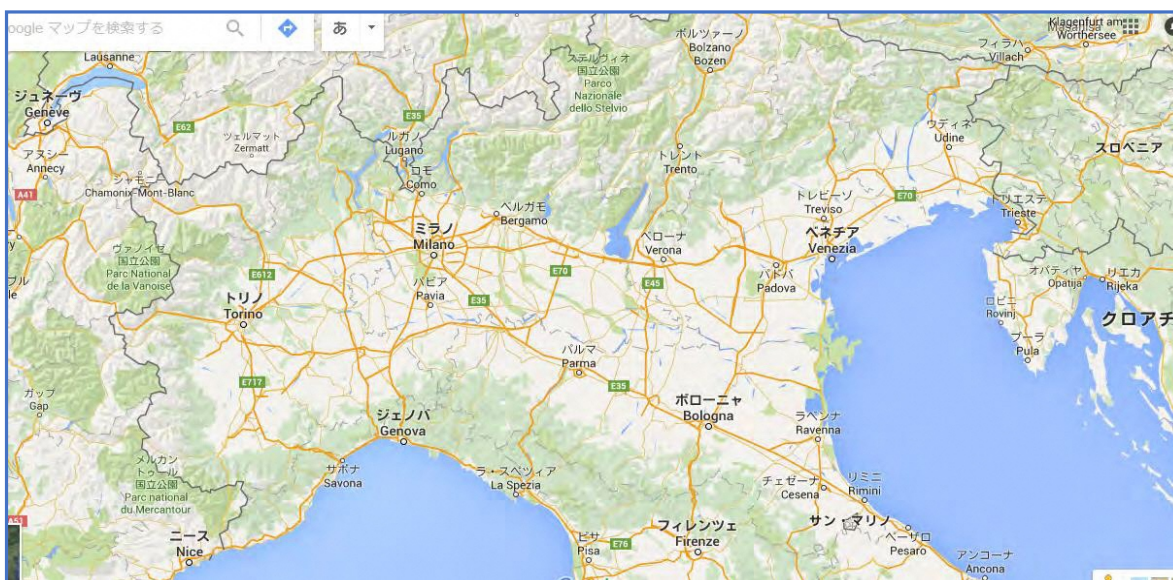 oogle マップを検索する
あ
Lausanne
ジュネーヴ
Genève
アヌシー
Annecy
A41
E62
ツェルマット
Zermatt
シャモニー
Chamonix-Mont-Blanc
ヴァノイゼ
国立公園
Parc National
de la Vanoise
E35
ルガノ
Lugano
コモ
Como
ステルヴィオ
国立公園
Parco
Nazionale
dello Stelvio
ボルツァーノ
Bolzano
Bozen
トレント
Trento
Klagenfurt am
Wörthersee
フィラハ
Villach
ウディネ
Udine
スロベニア
ベルガモ
Bergamo
ミラノ
Milano
パビア
Pavia
E35
E70
ベローナ
Verona
E45
トレビーゾ
Treviso
ベネチア
Venezia
パドバ
Padova
E70
トリエステ
Trieste
オパティヤ
Opatija
リエカ
Rijeka
ロビニ
Rovinj
プーラ
Pula
クロアチ
E612
トリノ
Torino
E717
パルマ
Parma
E35
ボローニャ
Bologna
ラベンナ
Ravenna
ガップ
Gap
ジェノバ
Genova
サボナ
Savona
ラ・スペツィア
La Spezia
チェゼーナ
Cesena
リミニ
Rimini
メルカン
トゥール
国立公園
Parc national
du Mercantour
A51
ニース
Nice
ピサ
Pisa
E76
フィレンツェ
Firenze
サン・マリノ
ペーザロ
Pesaro
アンコーナ
Ancona